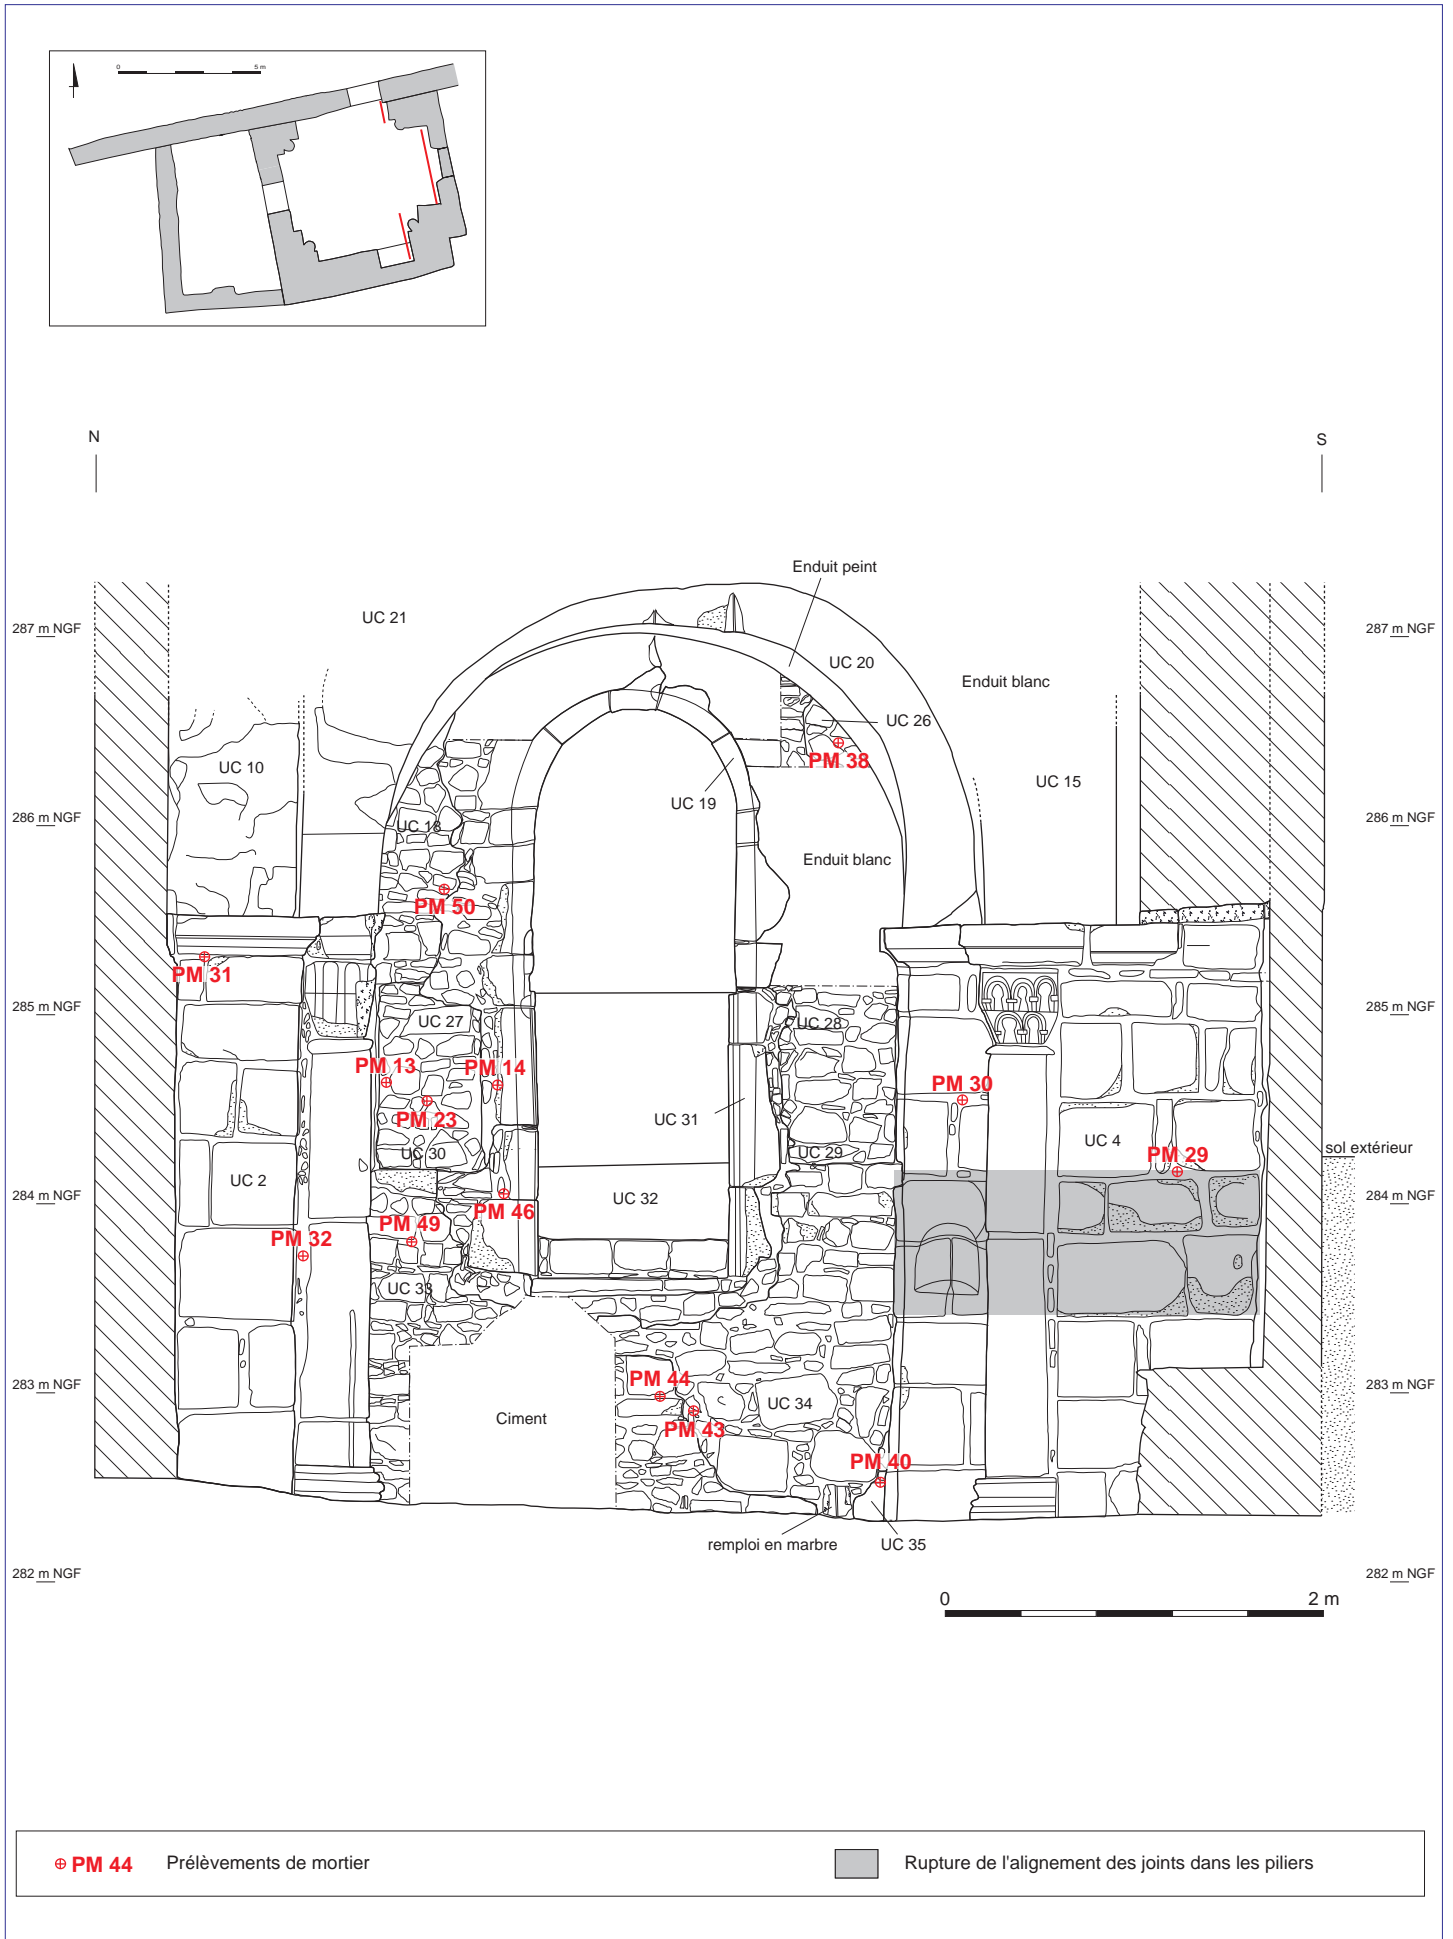 0 5 m
N S
Enduit peint
UC 21
287 m NGF 287 m NGF
UC 20
Enduit blanc
UC 26
PM 38
UC 10
UC 15
UC 19
286 m NGF UC 18 286 m NGF
Enduit blanc
PM 50
PM 31
285 m NGF 285 m NGF
UC 27 UC 28
PM 13 PM 14
PM 30
PM 23 UC 31
UC 4
UC 30 UC 29 PM 29 sol extérieur
UC 2
284 m NGF UC 32 284 m NGF
PM 46
PM 49
PM 32
UC 33
PM 44
283 m NGF 283 m NGF
UC 34
Ciment
PM 43
PM 40
remploi en marbre UC 35
282 m NGF 282 m NGF
0 2 m
PM 44 Prélèvements de mortier Rupture de l'alignement des joints dans les piliers